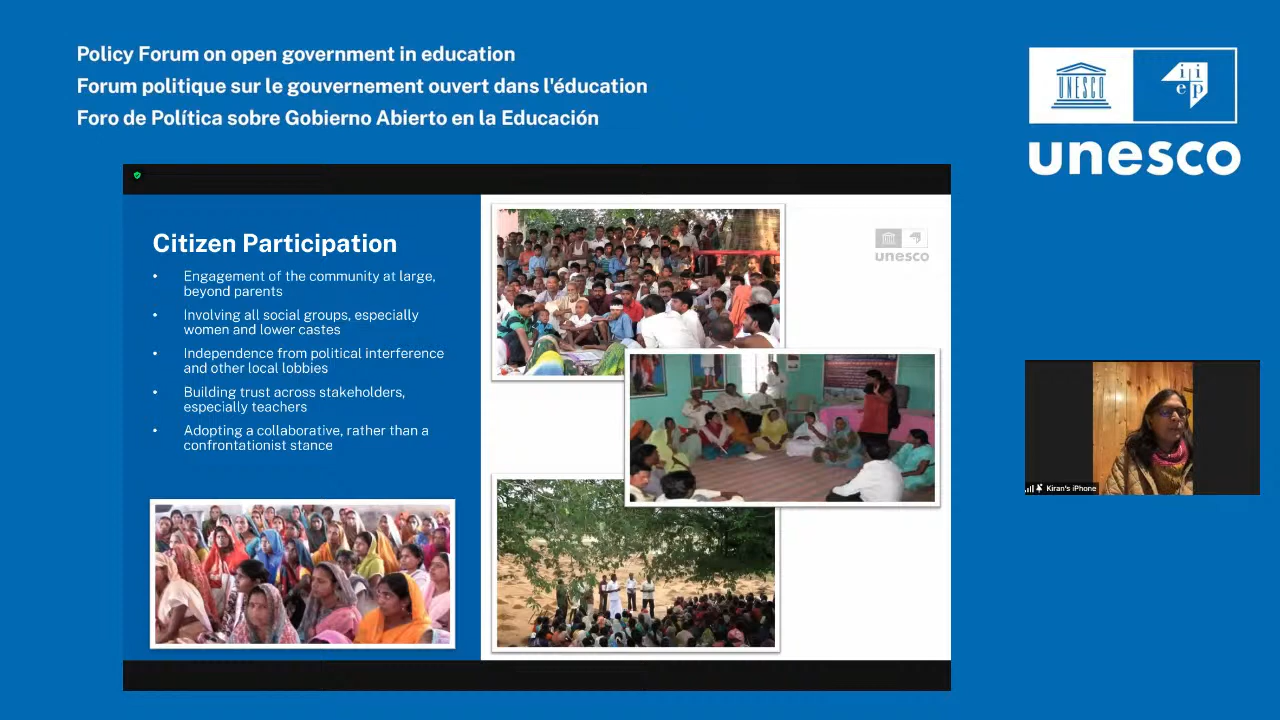 Policy Forum on open government in education
Forum politique sur le gouvernement ouvert dans l'éducation
Foro de Política sobre Gobierno Abierto en la Educación
UNESCO
i i
e p
unesco
Citizen Participation
• Engagement of the community at large,
beyond parents
• Involving all social groups, especially
women and lower castes
• Independence from political interference
and other local lobbies
• Building trust across stakeholders,
especially teachers
• Adopting a collaborative, rather than a
confrontationist stance
unesco
Kiran's iPhone